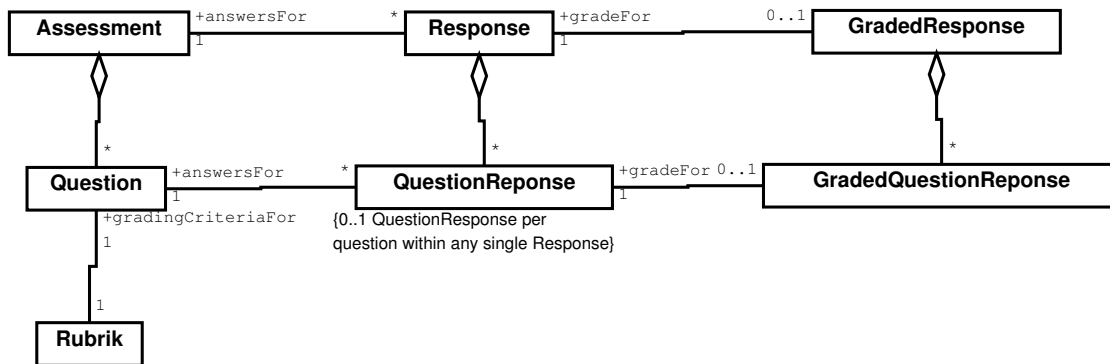 Assessment
+answersFor
1
*
Response
+gradeFor
1
0..1
GradedResponse
*
*
*
Question
+answersFor
1
*
QuestionReponse
+gradeFor
1
0..1
GradedQuestionReponse
+gradingCriteriaFor
1
{0..1 QuestionResponse per
question within any single Response}
1
Rubrik